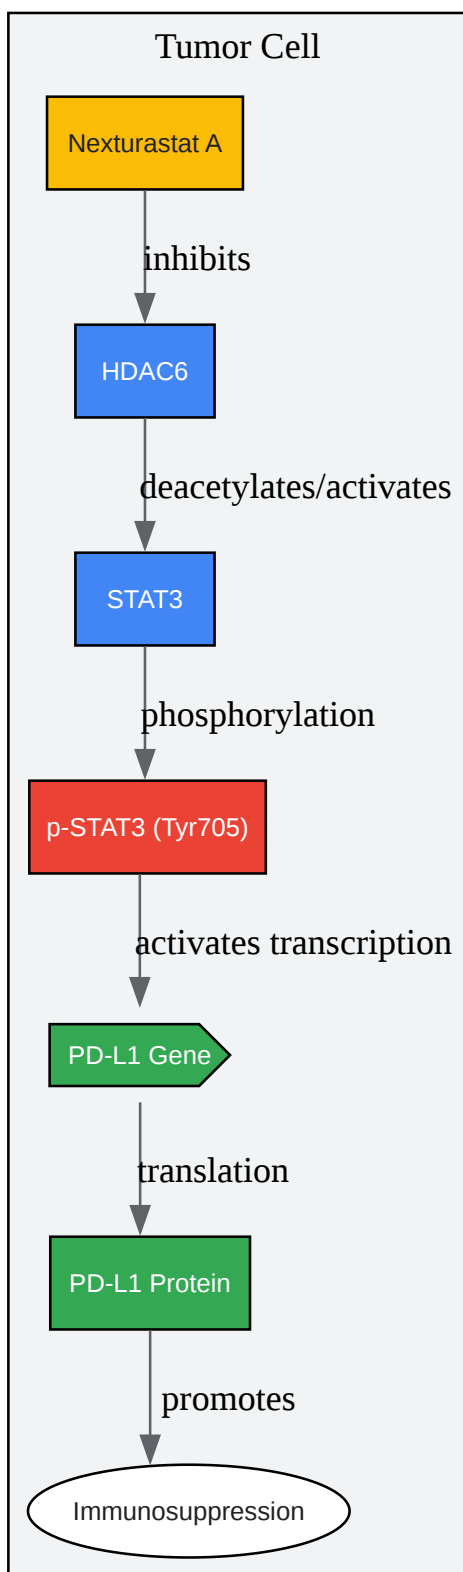 Tumor Cell
Nexturastat A
inhibits
HDAC6
deacetylates/activates
STAT3
phosphorylation
p-STAT3 (Tyr705)
activates transcription
PD-L1 Gene
translation
PD-L1 Protein
promotes
Immunosuppression